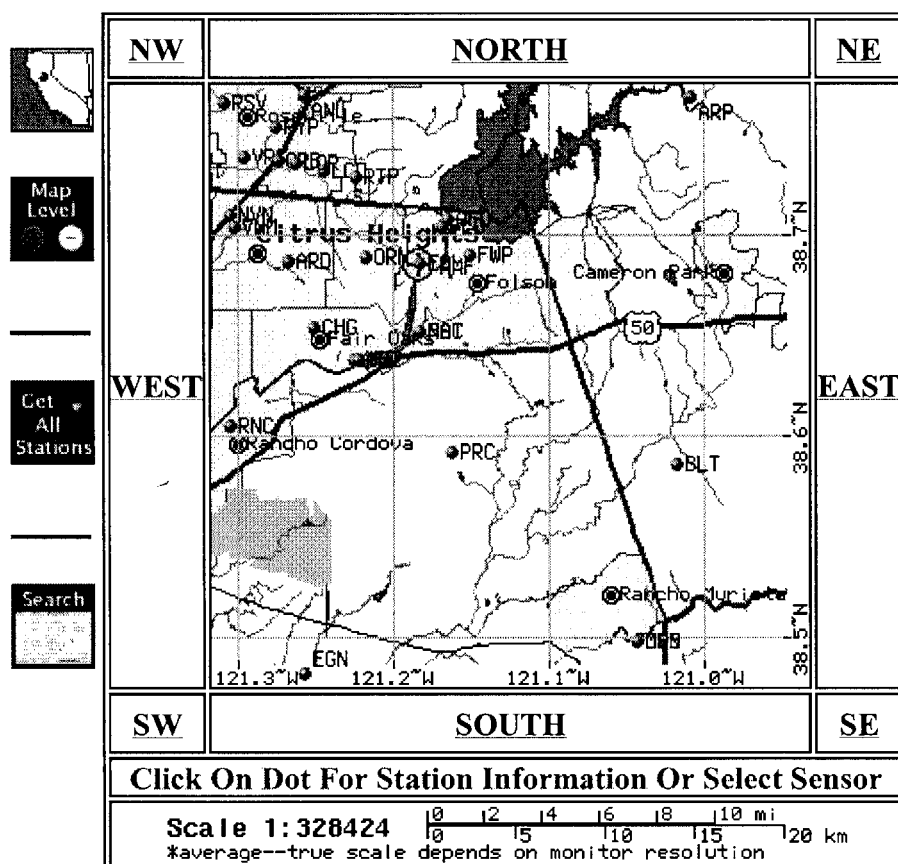 NW
NORTH
NE
Map
Level
Get
All
Stations
Search
WEST
EAST
RSV
ARP
PTP
FWP
ARD
ORN
Citrus Heights
Folsom
Cameron Park
50
CHG
Fair Oaks
RNC
Rancho Cordova
PRC
BLT
Rancho Murieta
EGN
38.7~N
38.6~N
38.5~N
121.3~W
121.2~W
121.1~W
121.0~W
SW
SOUTH
SE
Click On Dot For Station Information Or Select Sensor
Scale 1:328424
0 2 4 6 8 10 mi
0 5 10 15 20 km
*average--true scale depends on monitor resolution